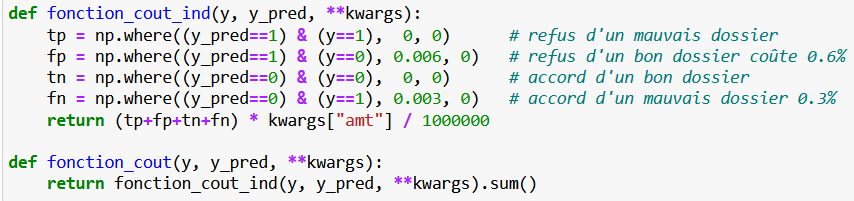 def fonction_cout_ind(y, y_pred, **kwargs):
    tp = np.where((y_pred==1) & (y==1),  0, 0)      # refus d'un mauvais dossier
    fp = np.where((y_pred==1) & (y==0), 0.006, 0)   # refus d'un bon dossier coûte 0.6%
    tn = np.where((y_pred==0) & (y==0),  0, 0)      # accord d'un bon dossier
    fn = np.where((y_pred==0) & (y==1), 0.003, 0)   # accord d'un mauvais dossier 0.3%
    return (tp+fp+tn+fn) * kwargs["amt"] / 1000000
def fonction_cout(y, y_pred, **kwargs):
    return fonction_cout_ind(y, y_pred, **kwargs).sum()